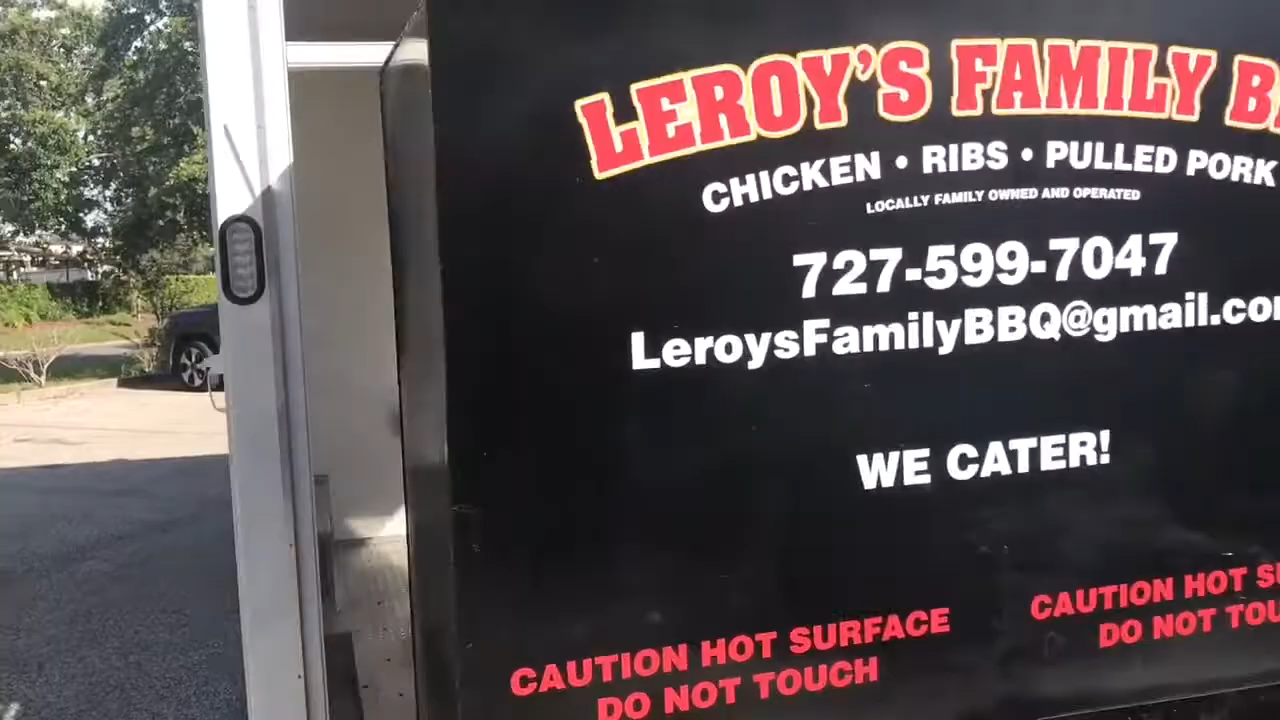 LEROY'S FAMILY B
CHICKEN • RIBS • PULLED PORK
LOCALLY FAMILY OWNED AND OPERATED
727-599-7047
LeroysFamilyBBQ@gmail.co
WE CATER!
CAUTION HOT SURFACE
DO NOT TOUCH
CAUTION HOT S
DO NOT TOU